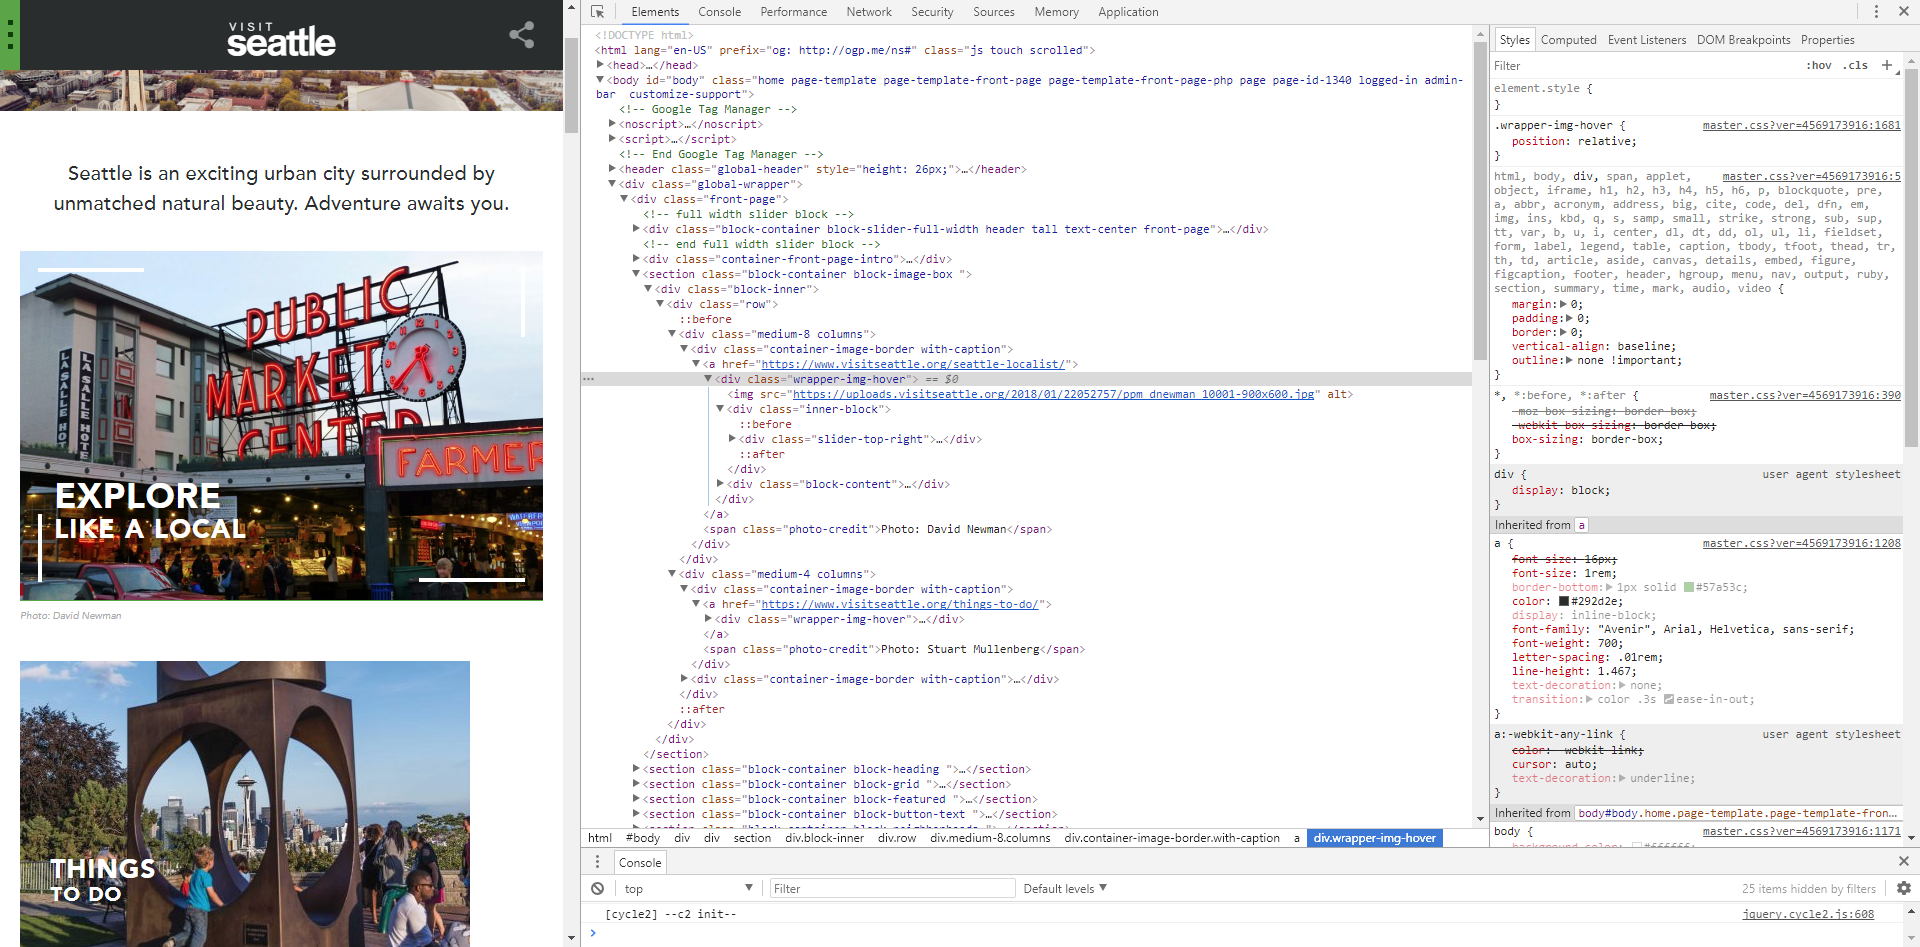 VISIT
seattle
Seattle is an exciting urban city surrounded by
unmatched natural beauty. Adventure awaits you.
PUBLIC
MARKET
CENTER
LA SALLE HOT
LA SALLE HOTEL
FARMER
EXPLORE
LIKE A LOCAL
Photo: David Newman
THINGS
TO DO
Elements Console Performance Network Security Sources Memory Application
<!DOCTYPE html>
<html lang="en-US" prefix="og: http://ogp.me/ns#" class="js touch scrolled">
<head>…</head>
<body id="body" class="home page-template page-template-front-page page-template-front-page-php page page-id-1340 logged-in admin-
bar  customize-support">
<!-- Google Tag Manager -->
<noscript>…</noscript>
<script>…</script>
<!-- End Google Tag Manager -->
<header class="global-header" style="height: 26px;">…</header>
<div class="global-wrapper">
<div class="front-page">
<!-- full width slider block -->
<div class="block-container block-slider-full-width header tall text-center front-page">…</div>
<!-- end full width slider block -->
<div class="container-front-page-intro">…</div>
<section class="block-container block-image-box ">
<div class="block-inner">
<div class="row">
::before
<div class="medium-8 columns">
<div class="container-image-border with-caption">
<a href="https://www.visitseattle.org/seattle-localist/">
… <div class="wrapper-img-hover"> == $0
<img src="https://uploads.visitseattle.org/2018/01/22052757/ppm_dnewman_10001-900x600.jpg" alt>
<div class="inner-block">
::before
<div class="slider-top-right">…</div>
::after
</div>
<div class="block-content">…</div>
</div>
</a>
<span class="photo-credit">Photo: David Newman</span>
</div>
</div>
<div class="medium-4 columns">
<div class="container-image-border with-caption">
<a href="https://www.visitseattle.org/things-to-do/">
<div class="wrapper-img-hover">…</div>
</a>
<span class="photo-credit">Photo: Stuart Mullenberg</span>
</div>
<div class="container-image-border with-caption">…</div>
</div>
::after
</div>
</div>
</section>
<section class="block-container block-heading ">…</section>
<section class="block-container block-grid ">…</section>
<section class="block-container block-featured ">…</section>
<section class="block-container block-button-text ">…</section>
html #body div div section div.block-inner div.row div.medium-8.columns div.container-image-border.with-caption a div.wrapper-img-hover
Styles Computed Event Listeners DOM Breakpoints Properties
Filter :hov .cls +
element.style {
}
.wrapper-img-hover { master.css?ver=4569173916:1681
position: relative;
}
html, body, div, span, applet, master.css?ver=4569173916:5
object, iframe, h1, h2, h3, h4, h5, h6, p, blockquote, pre,
a, abbr, acronym, address, big, cite, code, del, dfn, em,
img, ins, kbd, q, s, samp, small, strike, strong, sub, sup,
tt, var, b, u, i, center, dl, dt, dd, ol, ul, li, fieldset,
form, label, legend, table, caption, tbody, tfoot, thead, tr,
th, td, article, aside, canvas, details, embed, figure,
figcaption, footer, header, hgroup, menu, nav, output, ruby,
section, summary, time, mark, audio, video {
margin: 0;
padding: 0;
border: 0;
vertical-align: baseline;
outline: none !important;
}
*, *:before, *:after { master.css?ver=4569173916:390
-moz-box-sizing: border-box;
-webkit-box-sizing: border-box;
box-sizing: border-box;
}
div { user agent stylesheet
display: block;
}
Inherited from a
a { master.css?ver=4569173916:1208
font-size: 16px;
font-size: 1rem;
border-bottom: 1px solid #57a53c;
color: #292d2e;
display: inline-block;
font-family: "Avenir", Arial, Helvetica, sans-serif;
font-weight: 700;
letter-spacing: .01rem;
line-height: 1.467;
text-decoration: none;
transition: color .3s ease-in-out;
}
a:-webkit-any-link { user agent stylesheet
color: -webkit-link;
cursor: auto;
text-decoration: underline;
}
Inherited from body#body.home.page-template.page-template-fron…
body { master.css?ver=4569173916:1171
Console
top Filter Default levels 25 items hidden by filters
[cycle2] --c2 init-- jquery.cycle2.js:608